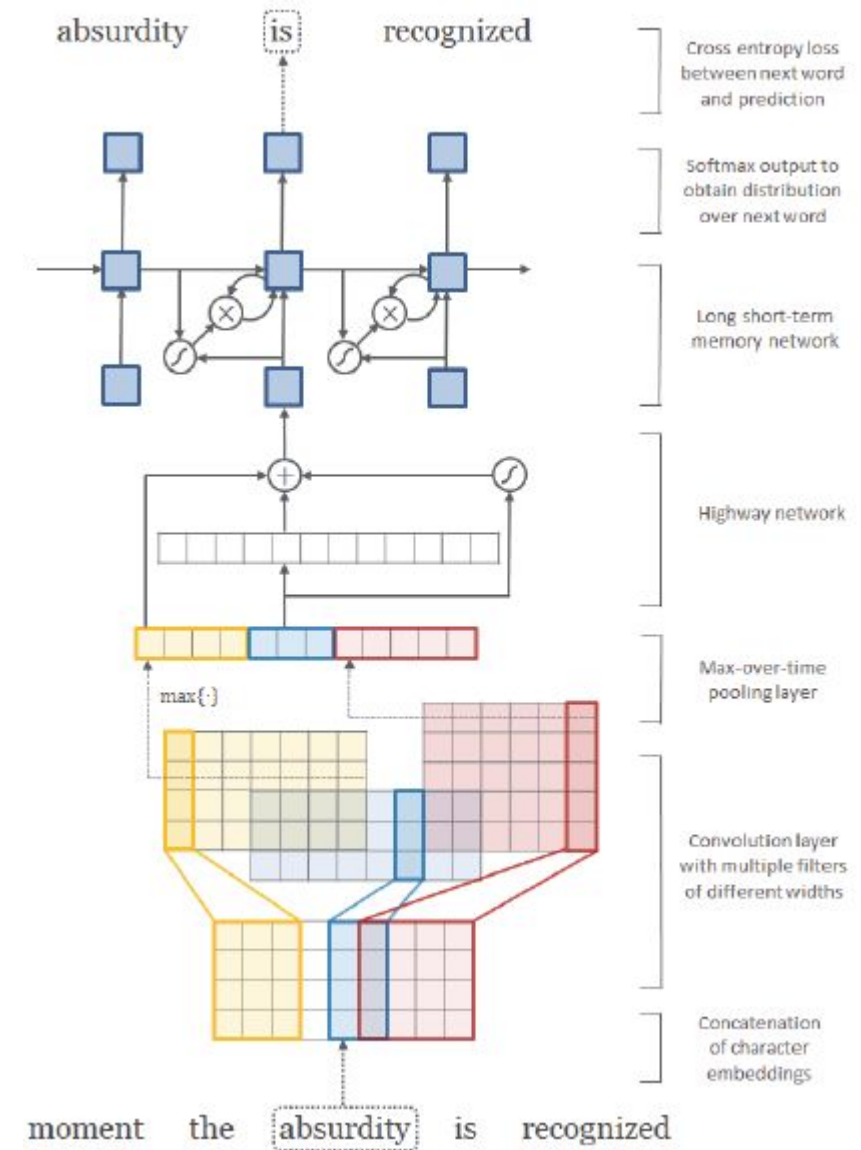 absurdity is recognized
Cross entropy loss
between next word
and prediction
Softmax output to
obtain distribution
over next word
Long short-term
memory network
Highway network
Max-over-time
pooling layer
max{·}
Convolution layer
with multiple filters
of different widths
Concatenation
of character
embeddings
moment the absurdity is recognized